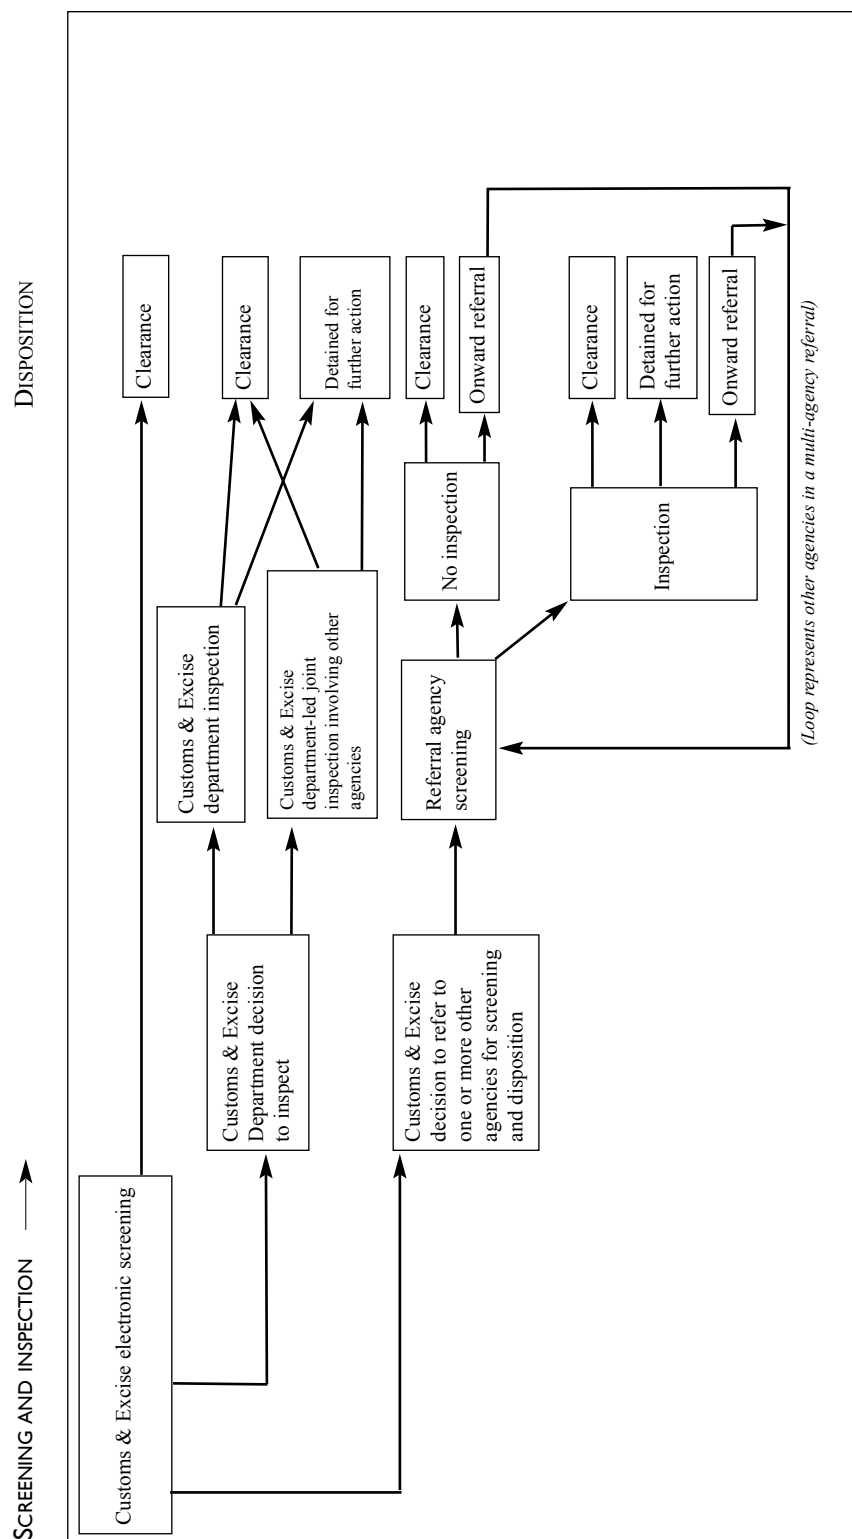 SCREENING AND INSPECTION
DISPOSITION
Customs & Excise electronic screening
Clearance
Customs & Excise
Department decision
to inspect
Customs & Excise
department inspection
Clearance
Customs & Excise
department-led joint
inspection involving other
agencies
Detained for
further action
Customs & Excise
decision to refer to
one or more other
agencies for screening
and disposition
Referral agency
screening
No inspection
Clearance
Onward referral
Inspection
Clearance
Detained for
further action
Onward referral
(Loop represents other agencies in a multi-agency referral)